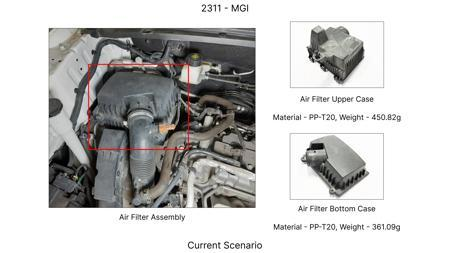 2311 - MGI
Air Filter Upper Case
Material - PP-T20, Weight - 450.82g
Air Filter Assembly
Air Filter Bottom Case
Material - PP-T20, Weight - 361.09g
Current Scenario